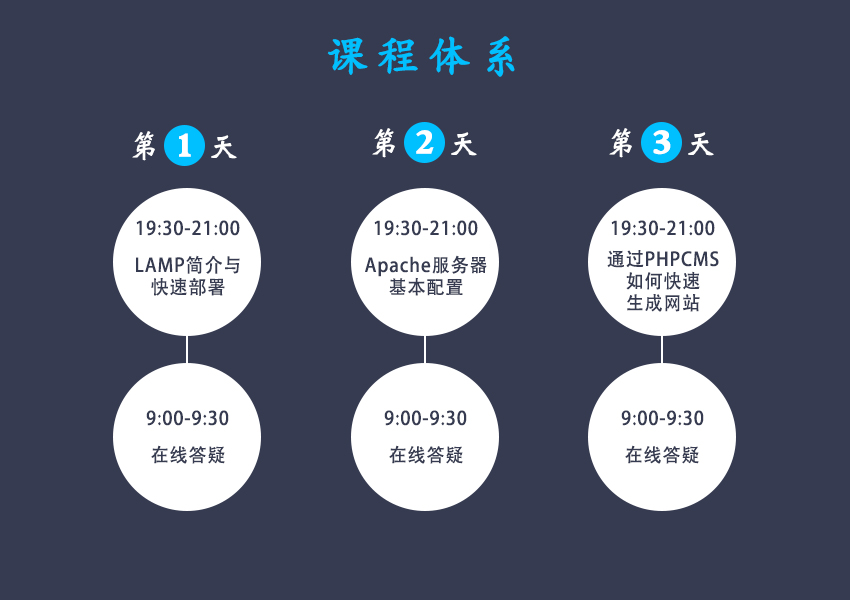 课程体系
第1天
19:30-21:00
LAMP简介与
快速部署
9:00-9:30
在线答疑
第2天
19:30-21:00
Apache服务器
基本配置
9:00-9:30
在线答疑
第3天
19:30-21:00
通过PHPCMS
如何快速
生成网站
9:00-9:30
在线答疑